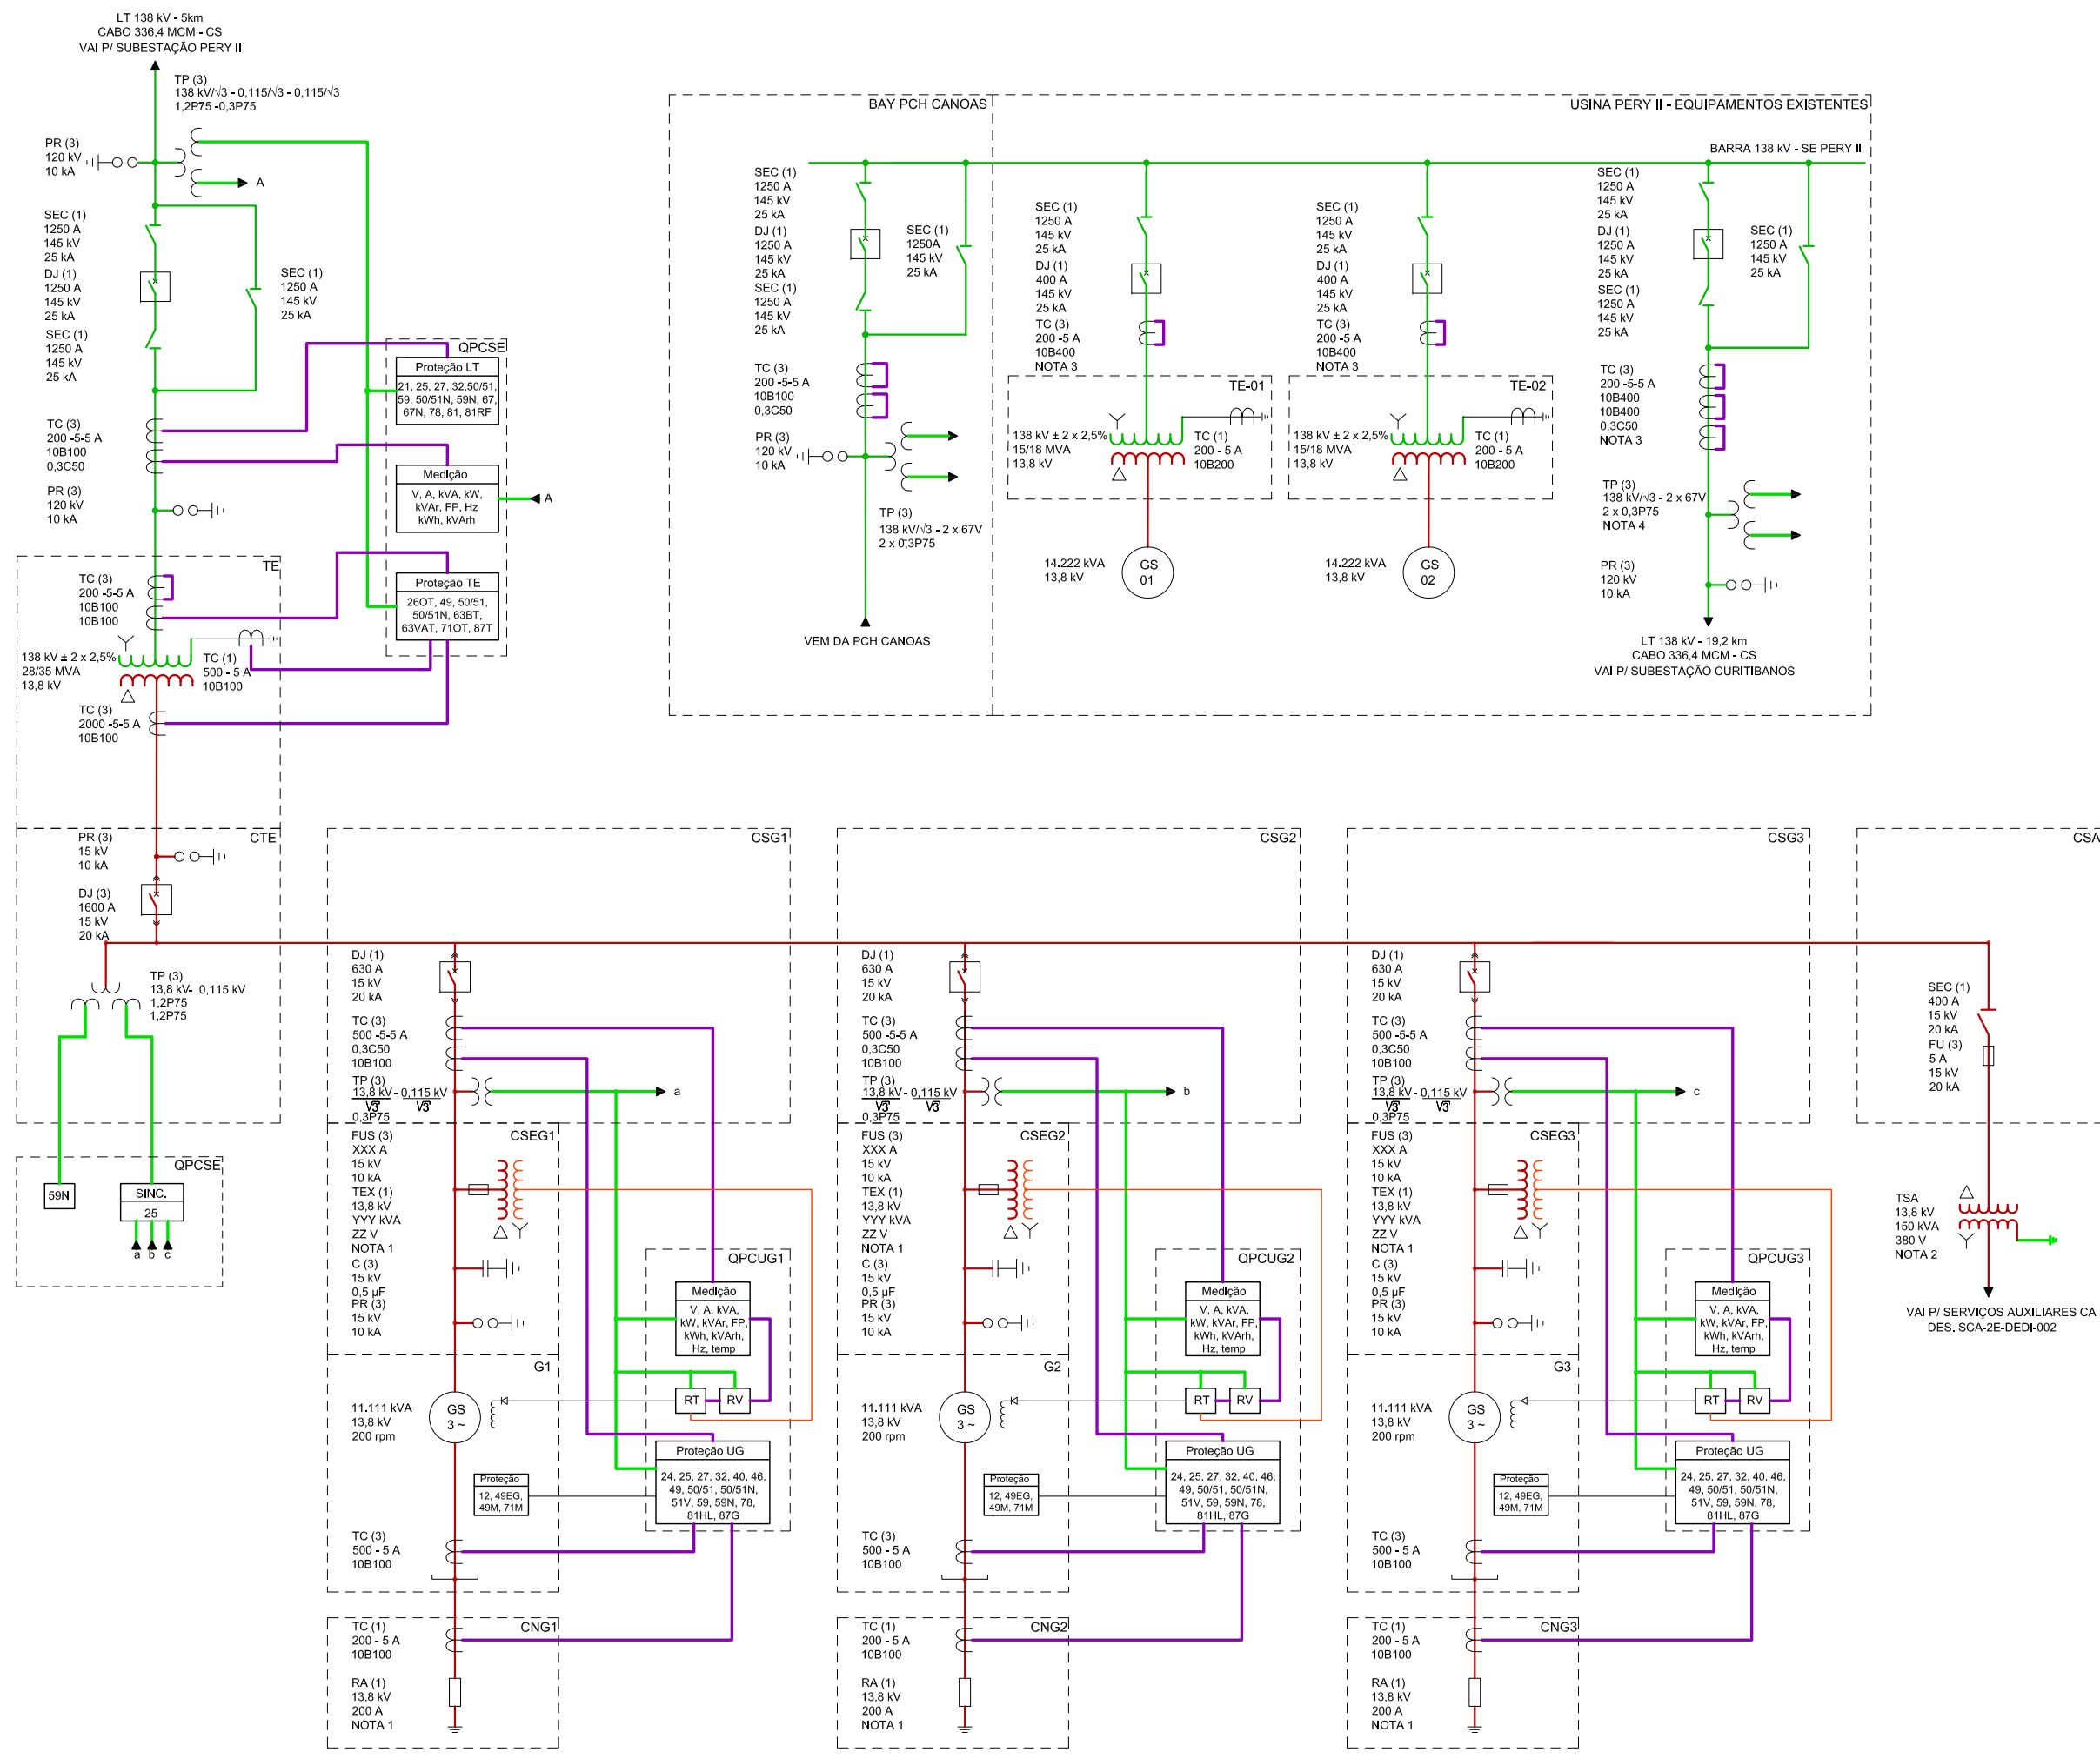 LT 138 kV - 5km
CABO 336,4 MCM - CS
VAI P/ SUBESTAÇÃO PERY II
TP (3)
138 kV/√3 - 0,115/√3 - 0,115/√3
1,2P75 -0,3P75
PR (3)
120 kV
10 kA
A
SEC (1)
1250 A
145 kV
25 kA
DJ (1)
1250 A
145 kV
25 kA
SEC (1)
1250 A
145 kV
25 kA
SEC (1)
1250 A
145 kV
25 kA
TC (3)
200 -5-5 A
10B100
0,3C50
PR (3)
120 kV
10 kA
QPCSE
Proteção LT
21, 25, 27, 32,50/51,
59, 50/51N, 59N, 67,
67N, 78, 81, 81RF
Medição
V, A, kVA, kW,
kVAr, FP, Hz
kWh, kVArh
A
Proteção TE
26OT, 49, 50/51,
50/51N, 63BT,
63VAT, 71OT, 87T
TE
TC (3)
200 -5-5 A
10B100
10B100
138 kV ± 2 x 2,5%
28/35 MVA
13,8 kV
TC (1)
500 - 5 A
10B100
TC (3)
2000 -5-5 A
10B100
BAY PCH CANOAS
SEC (1)
1250 A
145 kV
25 kA
DJ (1)
1250 A
145 kV
25 kA
SEC (1)
1250 A
145 kV
25 kA
SEC (1)
1250A
145 kV
25 kA
TC (3)
200 -5-5 A
10B100
0,3C50
PR (3)
120 kV
10 kA
TP (3)
138 kV/√3 - 2 x 67V
2 x 0,3P75
VEM DA PCH CANOAS
USINA PERY II - EQUIPAMENTOS EXISTENTES
BARRA 138 kV - SE PERY II
SEC (1)
1250 A
145 kV
25 kA
DJ (1)
400 A
145 kV
25 kA
TC (3)
200 -5 A
10B400
NOTA 3
TE-01
138 kV ± 2 x 2,5%
15/18 MVA
13,8 kV
TC (1)
200 - 5 A
10B200
14.222 kVA
13,8 kV
GS
01
SEC (1)
1250 A
145 kV
25 kA
DJ (1)
400 A
145 kV
25 kA
TC (3)
200 -5 A
10B400
NOTA 3
TE-02
138 kV ± 2 x 2,5%
15/18 MVA
13,8 kV
TC (1)
200 - 5 A
10B200
14.222 kVA
13,8 kV
GS
02
SEC (1)
1250 A
145 kV
25 kA
DJ (1)
1250 A
145 kV
25 kA
SEC (1)
1250 A
145 kV
25 kA
SEC (1)
1250 A
145 kV
25 kA
TC (3)
200 -5-5 A
10B400
10B400
0,3C50
NOTA 3
TP (3)
138 kV/√3 - 2 x 67V
2 x 0,3P75
NOTA 4
PR (3)
120 kV
10 kA
LT 138 kV - 19,2 km
CABO 336,4 MCM - CS
VAI P/ SUBESTAÇÃO CURITIBANOS
CTE
PR (3)
15 kV
10 kA
DJ (3)
1600 A
15 kV
20 kA
TP (3)
13,8 kV- 0,115 kV
1,2P75
1,2P75
QPCSE
59N
SINC.
25
a b c
CSG1
DJ (1)
630 A
15 kV
20 kA
TC (3)
500 -5-5 A
0,3C50
10B100
TP (3)
13,8 kV - 0,115 kV
√3 √3
0,3P75
a
CSEG1
FUS (3)
XXX A
15 kV
10 kA
TEX (1)
13,8 kV
YYY kVA
ZZ V
NOTA 1
C (3)
15 kV
0,5 µF
PR (3)
15 kV
10 kA
QPCUG1
Medição
V, A, kVA,
kW, kVAr, FP,
kWh, kVArh,
Hz, temp
RT RV
G1
11.111 kVA
13,8 kV
200 rpm
GS
3 ~
Proteção UG
24, 25, 27, 32, 40, 46,
49, 50/51, 50/51N,
51V, 59, 59N, 78,
81HL, 87G
Proteção
12, 49EG,
49M, 71M
TC (3)
500 - 5 A
10B100
CNG1
TC (1)
200 - 5 A
10B100
RA (1)
13,8 kV
200 A
NOTA 1
CSG2
DJ (1)
630 A
15 kV
20 kA
TC (3)
500 -5-5 A
0,3C50
10B100
TP (3)
13,8 kV - 0,115 kV
√3 √3
0,3P75
b
CSEG2
FUS (3)
XXX A
15 kV
10 kA
TEX (1)
13,8 kV
YYY kVA
ZZ V
NOTA 1
C (3)
15 kV
0,5 µF
PR (3)
15 kV
10 kA
QPCUG2
Medição
V, A, kVA,
kW, kVAr, FP,
kWh, kVArh,
Hz, temp
RT RV
G2
11.111 kVA
13,8 kV
200 rpm
GS
3 ~
Proteção UG
24, 25, 27, 32, 40, 46,
49, 50/51, 50/51N,
51V, 59, 59N, 78,
81HL, 87G
Proteção
12, 49EG,
49M, 71M
TC (3)
500 - 5 A
10B100
CNG2
TC (1)
200 - 5 A
10B100
RA (1)
13,8 kV
200 A
NOTA 1
CSG3
DJ (1)
630 A
15 kV
20 kA
TC (3)
500 -5-5 A
0,3C50
10B100
TP (3)
13,8 kV - 0,115 kV
√3 √3
0,3P75
c
CSEG3
FUS (3)
XXX A
15 kV
10 kA
TEX (1)
13,8 kV
YYY kVA
ZZ V
NOTA 1
C (3)
15 kV
0,5 µF
PR (3)
15 kV
10 kA
QPCUG3
Medição
V, A, kVA,
kW, kVAr, FP,
kWh, kVArh,
Hz, temp
RT RV
G3
11.111 kVA
13,8 kV
200 rpm
GS
3 ~
Proteção UG
24, 25, 27, 32, 40, 46,
49, 50/51, 50/51N,
51V, 59, 59N, 78,
81HL, 87G
Proteção
12, 49EG,
49M, 71M
TC (3)
500 - 5 A
10B100
CNG3
TC (1)
200 - 5 A
10B100
RA (1)
13,8 kV
200 A
NOTA 1
CSA
SEC (1)
400 A
15 kV
20 kA
FU (3)
5 A
15 kV
20 kA
TSA
13,8 kV
150 kVA
380 V
NOTA 2
VAI P/ SERVIÇOS AUXILIARES CA
DES. SCA-2E-DEDI-002